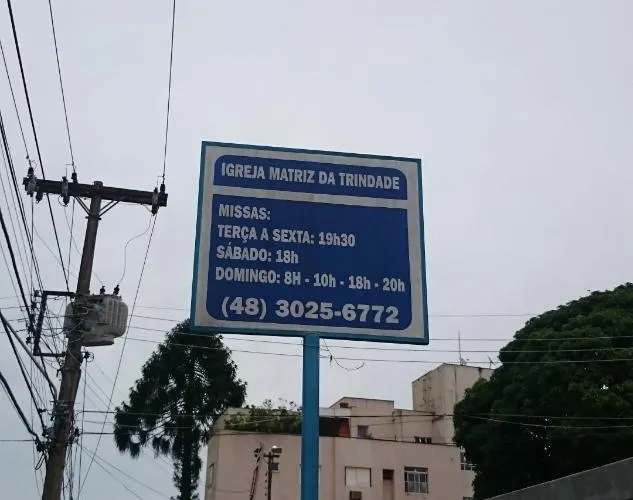 IGREJA MATRIZ DA TRINDADE
MISSAS:
TERÇA A SEXTA: 19h30
SÁBADO: 18h
DOMINGO: 8H - 10h - 18h - 20h
(48) 3025-6772